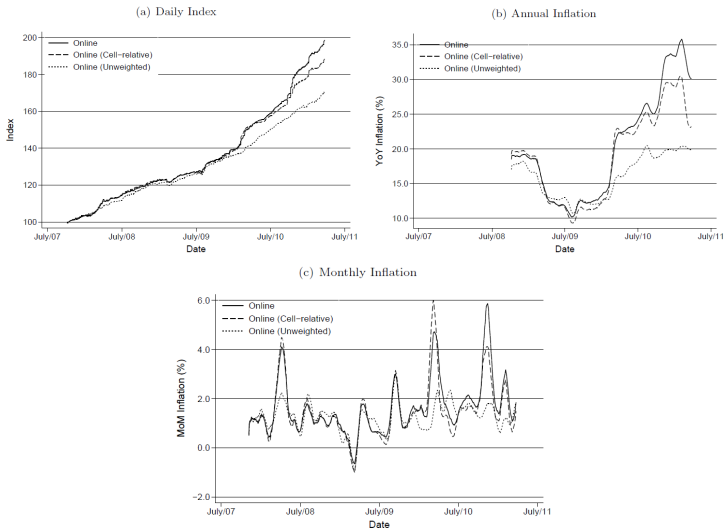 (a) Daily Index
200
180
160
140
120
100
Index
Online
Online (Cell−relative)
Online (Unweighted)
July/07
July/08
July/09
July/10
July/11
Date
(b) Annual Inflation
35.0
30.0
25.0
20.0
15.0
10.0
YoY Inflation (%)
Online
Online (Cell−relative)
Online (Unweighted)
July/07
July/08
July/09
July/10
July/11
Date
(c) Monthly Inflation
6.0
4.0
2.0
0.0
−2.0
MoM Inflation (%)
Online
Online (Cell−relative)
Online (Unweighted)
July/07
July/08
July/09
July/10
July/11
Date